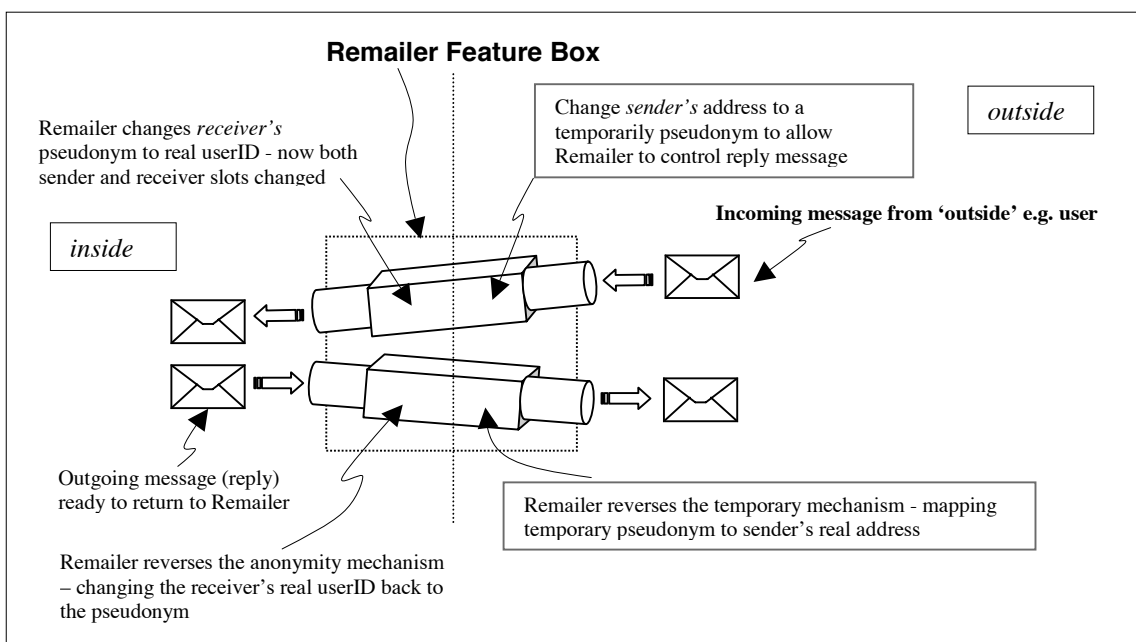 Remailer Feature Box
Remailer changes receiver's
pseudonym to real userID - now both
sender and receiver slots changed
Change sender's address to a
temporarily pseudonym to allow
Remailer to control reply message
outside
Incoming message from ‘outside’ e.g. user
inside
Outgoing message (reply)
ready to return to Remailer
Remailer reverses the temporary mechanism - mapping
temporary pseudonym to sender’s real address
Remailer reverses the anonymity mechanism
– changing the receiver’s real userID back to
the pseudonym